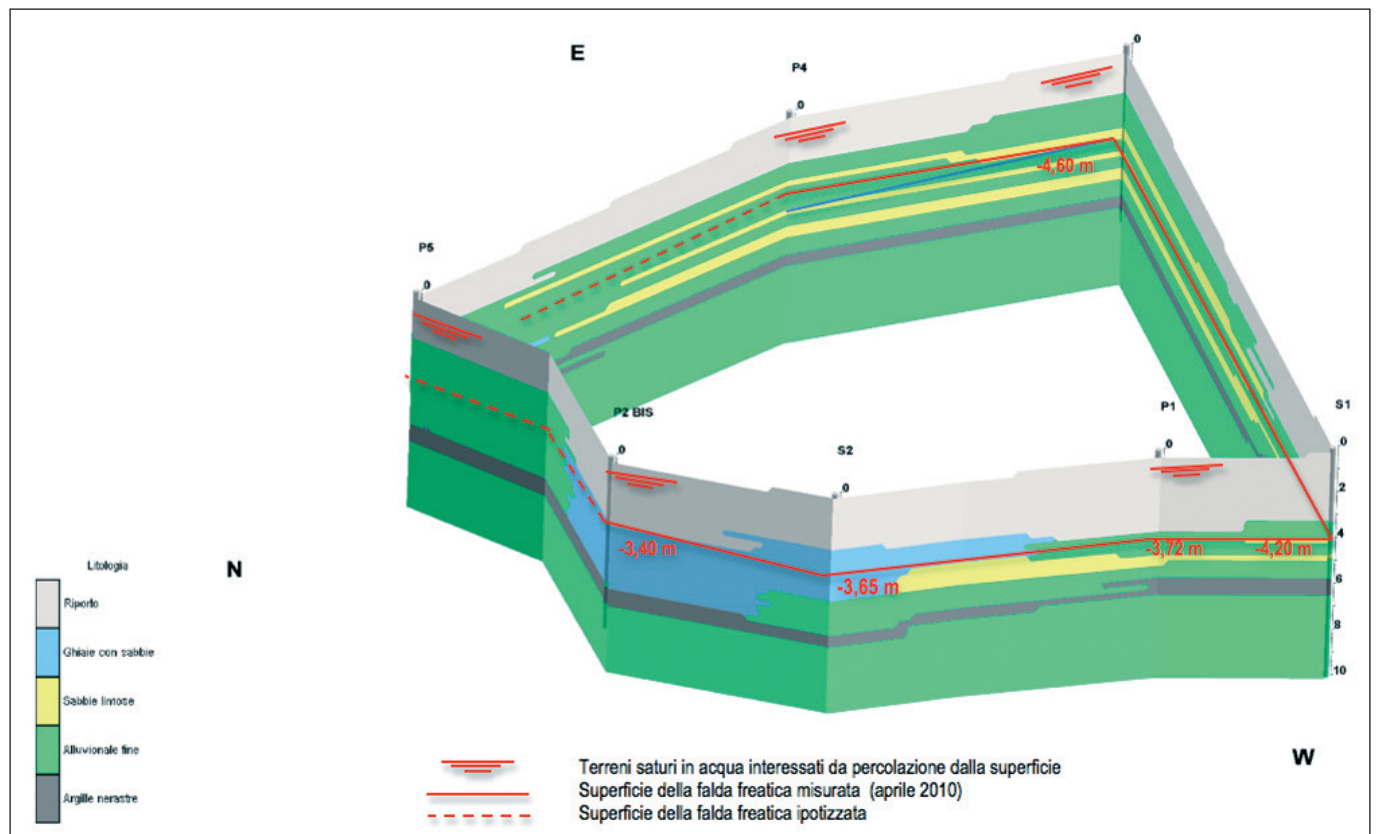 E
P4
0
0
-4,60 m
P5
0
P2 BIS
0
S2
0
P1
0
S1
0
2
4
6
8
10
-3,40 m
-3,65 m
-3,72 m
-4,20 m
N
W
Litologia
Riporto
Ghiaie con sabbie
Sabbie limose
Alluvionale fine
Argille nerastre
Terreni saturi in acqua interessati da percolazione dalla superficie
Superficie della falda freatica misurata (aprile 2010)
Superficie della falda freatica ipotizzata